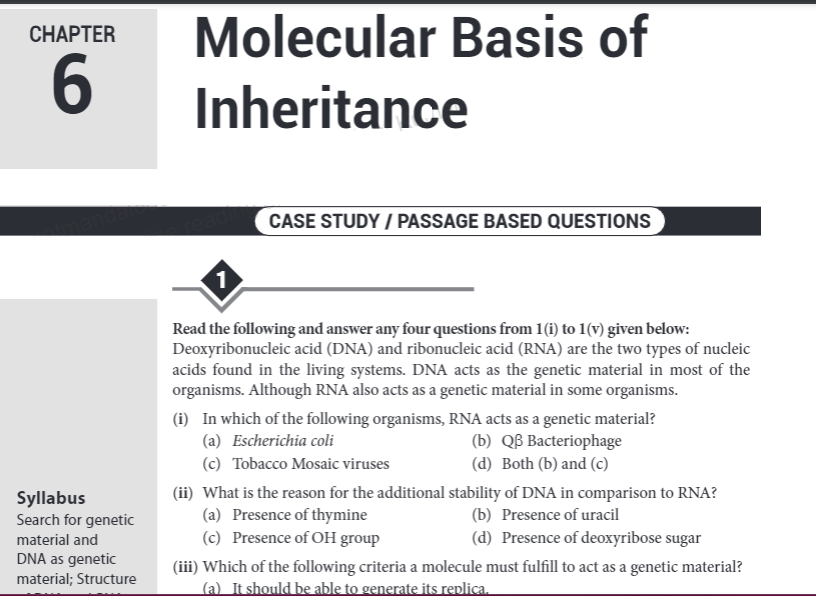 CHAPTER
6
Molecular Basis of
Inheritance
CASE STUDY / PASSAGE BASED QUESTIONS
1
Read the following and answer any four questions from 1(i) to 1(v) given below:
Deoxyribonucleic acid (DNA) and ribonucleic acid (RNA) are the two types of nucleic
acids found in the living systems. DNA acts as the genetic material in most of the
organisms. Although RNA also acts as a genetic material in some organisms.
(i) In which of the following organisms, RNA acts as a genetic material?
(a) Escherichia coli (b) Qβ Bacteriophage
(c) Tobacco Mosaic viruses (d) Both (b) and (c)
(ii) What is the reason for the additional stability of DNA in comparison to RNA?
(a) Presence of thymine (b) Presence of uracil
(c) Presence of OH group (d) Presence of deoxyribose sugar
(iii) Which of the following criteria a molecule must fulfill to act as a genetic material?
(a) It should be able to generate its replica.
Syllabus
Search for genetic
material and
DNA as genetic
material; Structure